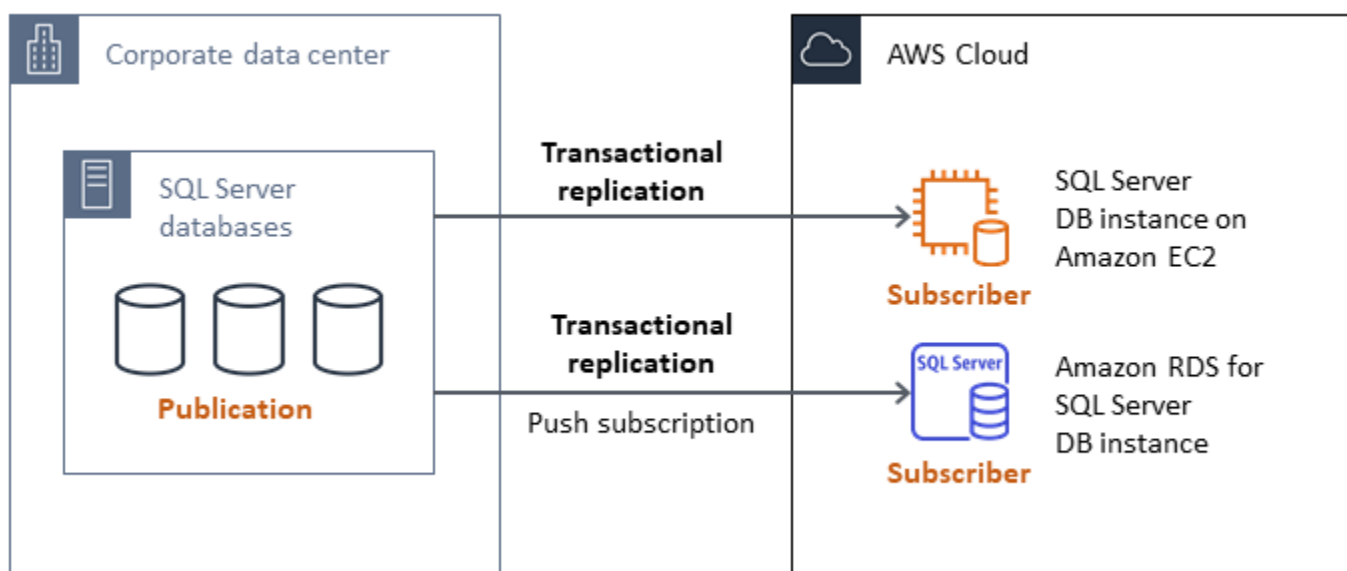 Corporate data center
SQL Server
databases
Publication
Transactional
replication
Transactional
replication
Push subscription
AWS Cloud
SQL Server
DB instance on
Amazon EC2
Subscriber
SQL Server
Amazon RDS for
SQL Server
DB instance
Subscriber